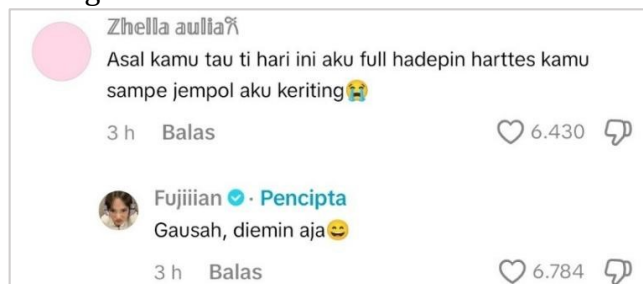 ℤ𝕙𝕖𝕝𝕝𝕒 𝕒𝕦𝕝𝕚𝕒
Asal kamu tau ti hari ini aku full hadepin harttes kamu
sampe jempol aku keriting😭
3 h Balas 6.430
Fujiiian · Pencipta
Gausah, diemin aja😄
3 h Balas 6.784